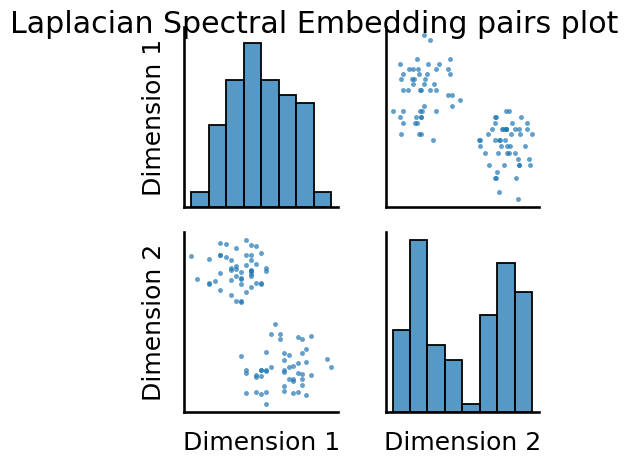 Laplacian Spectral Embedding pairs plot
Dimension 1
Dimension 2
Dimension 1
Dimension 2